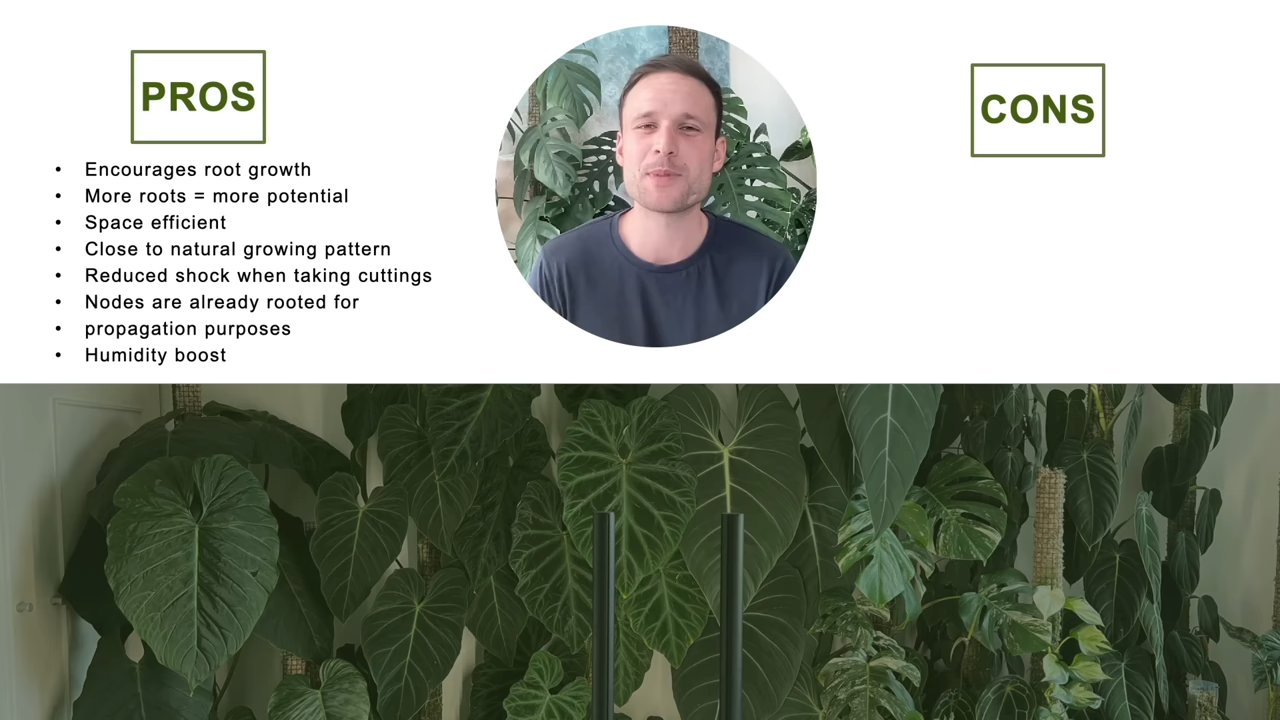 PROS
Encourages root growth
More roots = more potential
Space efficient
Close to natural growing pattern
Reduced shock when taking cuttings
Nodes are already rooted for
propagation purposes
Humidity boost
CONS